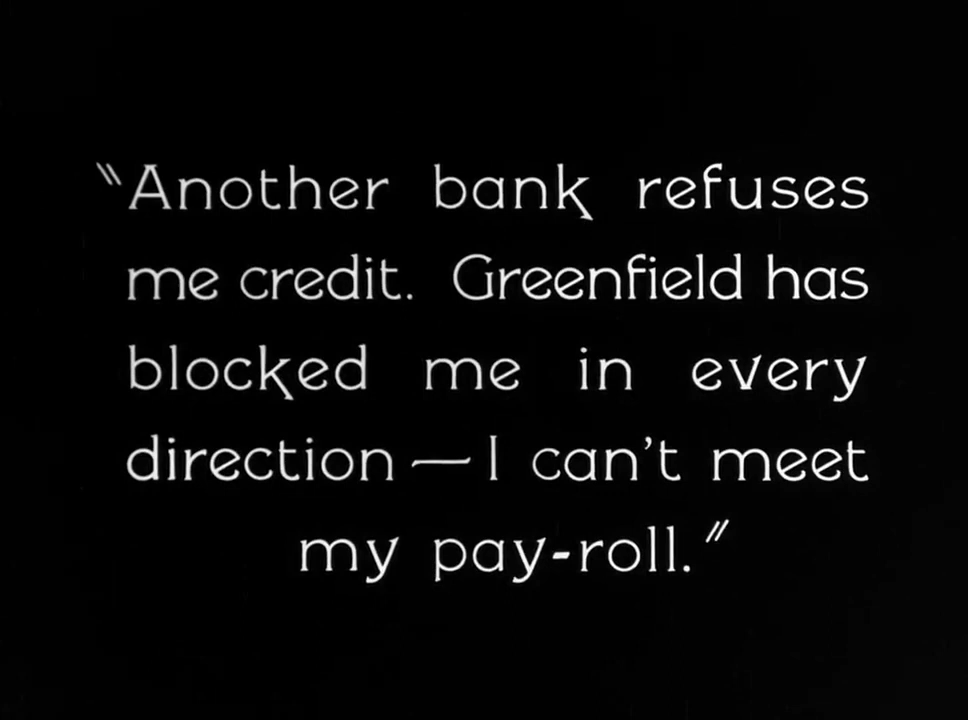 "Another bank refuses
me credit. Greenfield has
blocked me in every
direction — I can't meet
my pay-roll."